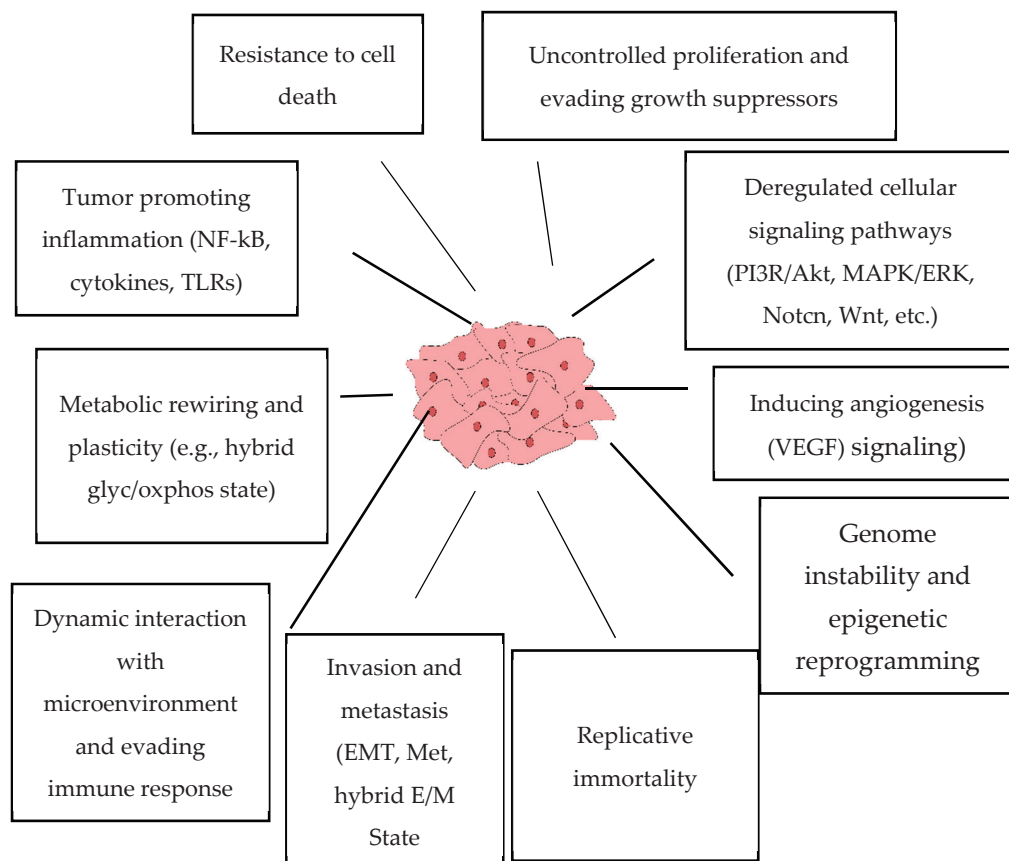 Resistance to cell
death
Uncontrolled proliferation and
evading growth suppressors
Tumor promoting
inflammation (NF-kB,
cytokines, TLRs)
Deregulated cellular
signaling pathways
(PI3R/Akt, MAPK/ERK,
Notcn, Wnt, etc.)
Metabolic rewiring and
plasticity (e.g., hybrid
glyc/oxphos state)
Inducing angiogenesis
(VEGF) signaling)
Genome
instability and
epigenetic
reprogramming
Dynamic interaction
with
microenvironment
and evading
immune response
Invasion and
metastasis
(EMT, Met,
hybrid E/M
State
Replicative
immortality